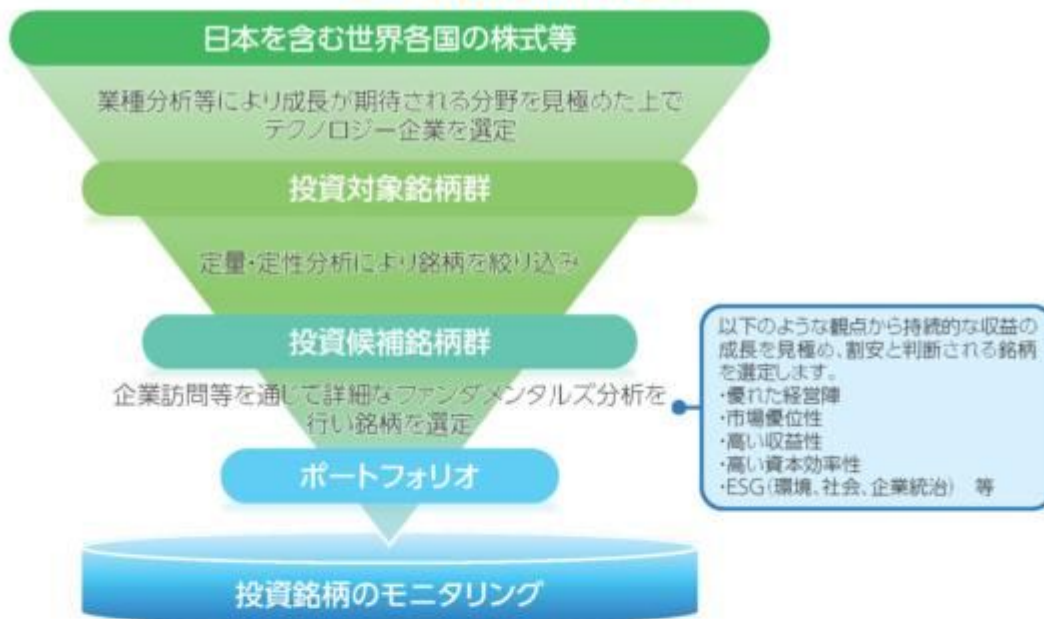 日本を含む世界各国の株式等
業種分析等により成長が期待される分野を見極めた上で
テクノロジー企業を選定
投資対象銘柄群
定量・定性分析により銘柄を絞り込み
投資候補銘柄群
企業訪問等を通じて詳細なファンダメンタルズ分析を
行い銘柄を選定
以下のような観点から持続的な収益の
成長を見極め、割安と判断される銘柄
を選定します。
・優れた経営陣
・市場優位性
・高い収益性
・高い資本効率性
・ESG(環境、社会、企業統治)　等
ポートフォリオ
投資銘柄のモニタリング